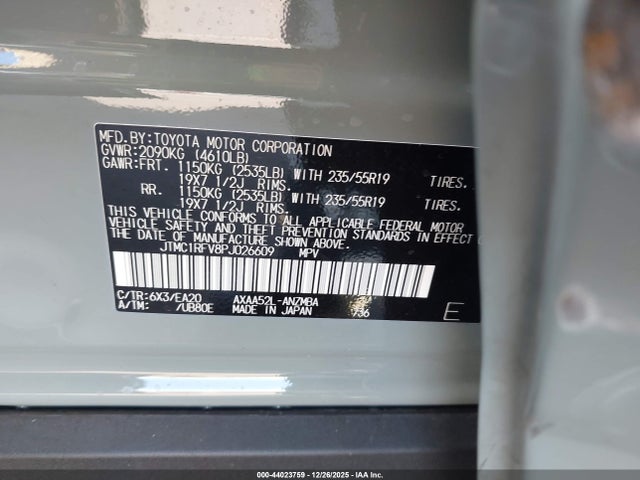 MFD.BY:TOYOTA MOTOR CORPORATION
GVWR:2090KG (4610LB)
GAWR:FRT. 1150KG (2535LB) WITH 235/55R19 TIRES.
19X7 1/2J RIMS.
RR. 1150KG (2535LB) WITH 235/55R19 TIRES.
19X7 1/2J RIMS.
THIS VEHICLE CONFORMS TO ALL APPLICABLE FEDERAL MOTOR
VEHICLE SAFETY AND THEFT PREVENTION STANDARDS IN EFFECT ON
THE DATE OF MANUFACTURE SHOWN ABOVE.
JTMC1RFV8PJ026609 MPV
C/TR:6X3/EA20 AXAA52L-ANZMBA
A/TM: /UB80E MADE IN JAPAN 736 E
© 000-44023759 | 12/26/2025 | IAA Inc.